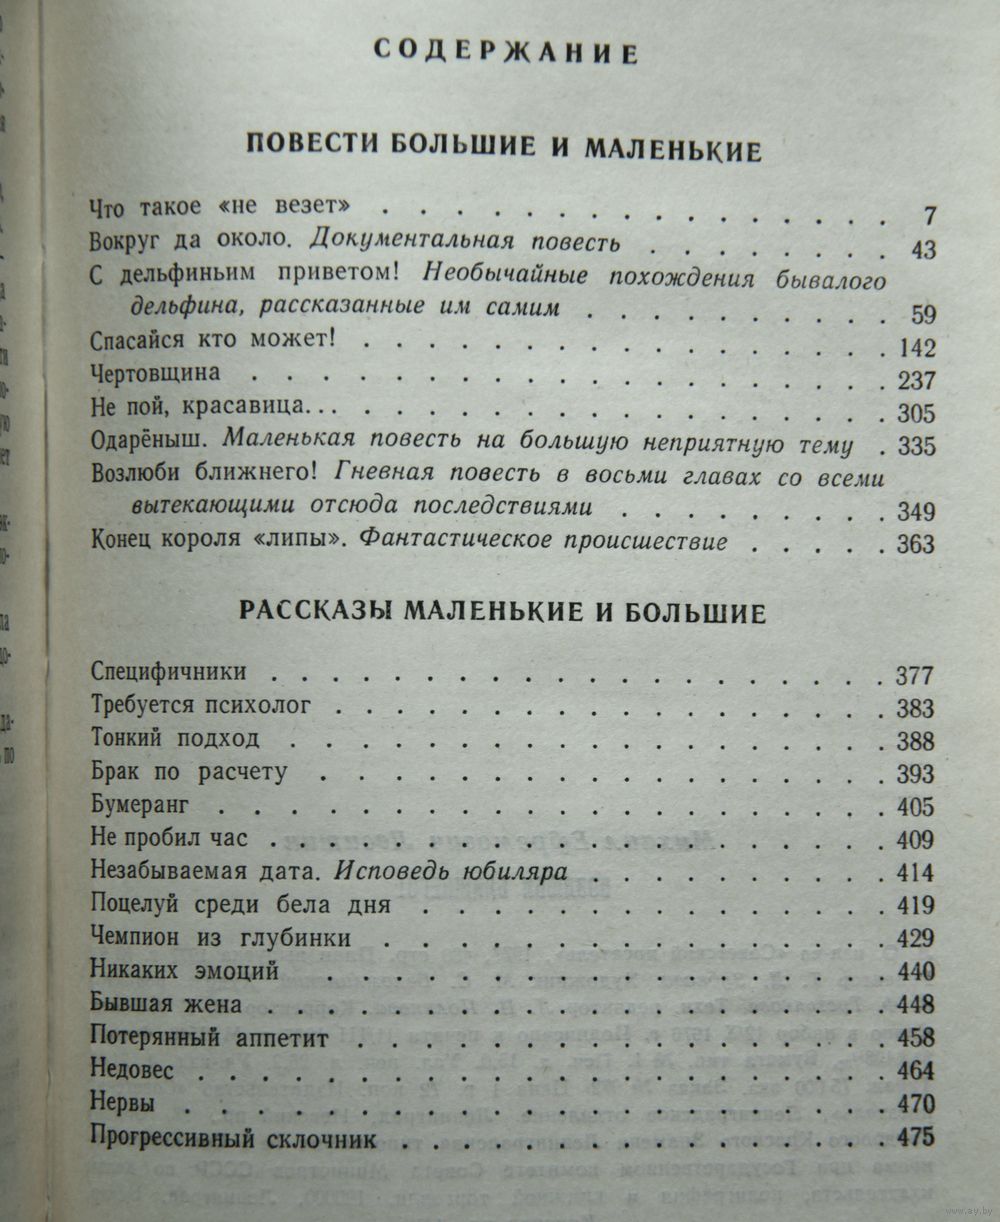 СОДЕРЖАНИЕ
ПОВЕСТИ БОЛЬШИЕ И МАЛЕНЬКИЕ
Что такое «не везет» . . . . . . . . . . . . . . . . 7
Вокруг да около. Документальная повесть . . . . . . . . 43
С дельфиньим приветом! Необычайные похождения бывалого
дельфина, рассказанные им самим . . . . . . . . . . 59
Спасайся кто может! . . . . . . . . . . . . . . . . 142
Чертовщина . . . . . . . . . . . . . . . . . . . 237
Не пой, красавица... . . . . . . . . . . . . . . . . 305
Одарёныш. Маленькая повесть на большую неприятную тему . 335
Возлюби ближнего! Гневная повесть в восьми главах со всеми
вытекающими отсюда последствиями . . . . . . . . . 349
Конец короля «липы». Фантастическое происшествие . . . . . 363
РАССКАЗЫ МАЛЕНЬКИЕ И БОЛЬШИЕ
Специфичники . . . . . . . . . . . . . . . . . . 377
Требуется психолог . . . . . . . . . . . . . . . . 383
Тонкий подход . . . . . . . . . . . . . . . . . . 388
Брак по расчету . . . . . . . . . . . . . . . . . 393
Бумеранг . . . . . . . . . . . . . . . . . . . . 405
Не пробил час . . . . . . . . . . . . . . . . . . 409
Незабываемая дата. Исповедь юбиляра . . . . . . . . . 414
Поцелуй среди бела дня . . . . . . . . . . . . . . 419
Чемпион из глубинки . . . . . . . . . . . . . . . 429
Никаких эмоций . . . . . . . . . . . . . . . . . 440
Бывшая жена . . . . . . . . . . . . . . . . . . 448
Потерянный аппетит . . . . . . . . . . . . . . . . 458
Недовес . . . . . . . . . . . . . . . . . . . . 464
Нервы . . . . . . . . . . . . . . . . . . . . . 470
Прогрессивный склочник . . . . . . . . . . . . . . 475
www.ay.by